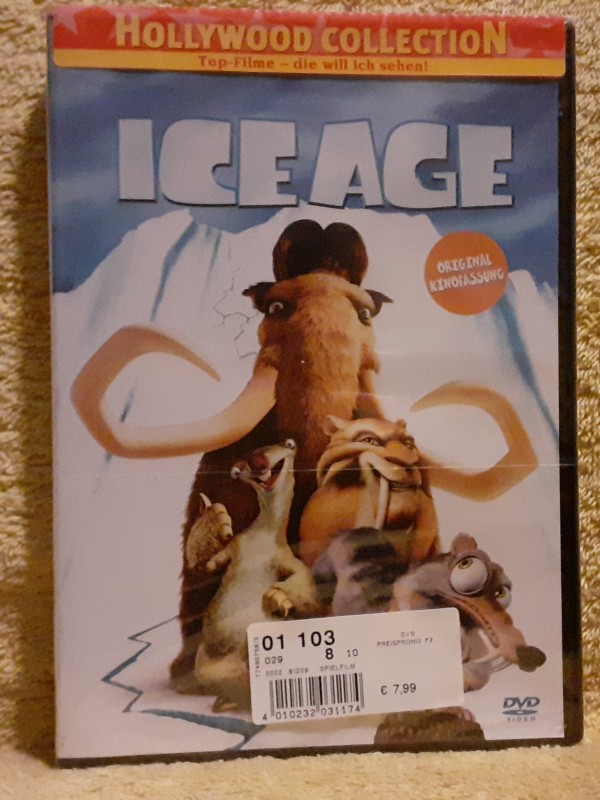 HOLLYWOOD COLLECTION
Top-Filme – die will ich sehen!
ICE AGE
ORIGINAL
KINOFASSUNG
01 103
029 8 10
SPIELFILM
DVD
PREISPROMO P3
€ 7,99
4 010232 031174
DVD
VIDEO